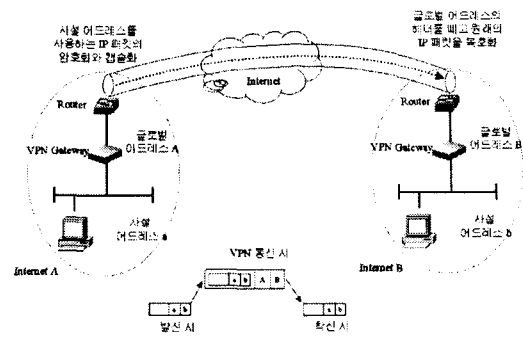 사설 어드레스를
사용하는 IP 패킷의
암호화와 캡슐화
글로벌 어드레스의
헤더를 떼고 원래의
IP 패킷을 복호화
Internet
Router
Router
글로벌
어드레스 A
VPN Gateway
글로벌
어드레스 B
VPN Gateway
사설
어드레스 a
사설
어드레스 b
Internet A
Internet B
VPN 통신 시
a b A B
a b
a b
발신 시
착신 시